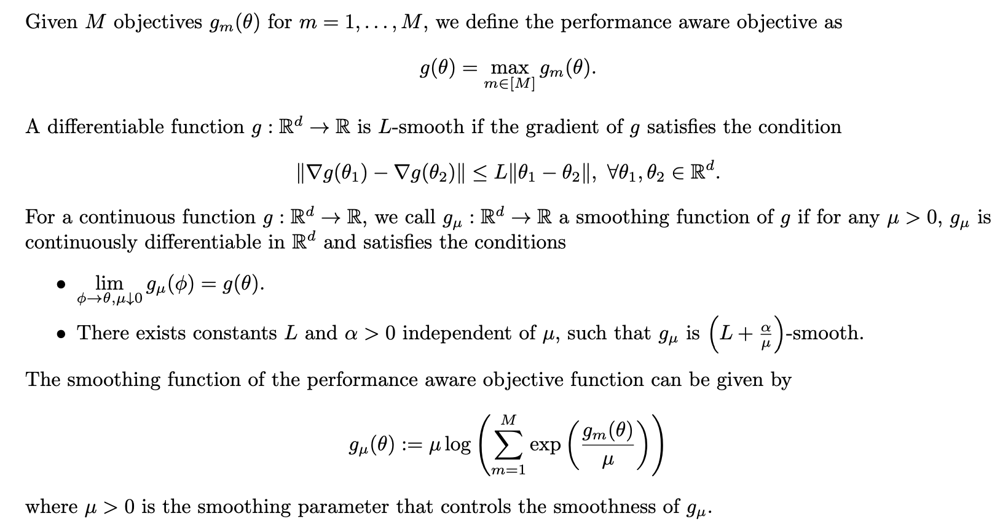 Given $M$ objectives $g_m(\theta)$ for $m = 1, \ldots, M$, we define the performance aware objective as
$$g(\theta) = \max_{m \in [M]} g_m(\theta).$$
A differentiable function $g : \mathbb{R}^d \to \mathbb{R}$ is $L$-smooth if the gradient of $g$ satisfies the condition
$$\|\nabla g(\theta_1) - \nabla g(\theta_2)\| \leq L\|\theta_1 - \theta_2\|, \ \forall \theta_1, \theta_2 \in \mathbb{R}^d.$$
For a continuous function $g : \mathbb{R}^d \to \mathbb{R}$, we call $g_\mu : \mathbb{R}^d \to \mathbb{R}$ a smoothing function of $g$ if for any $\mu > 0$, $g_\mu$ is
continuously differentiable in $\mathbb{R}^d$ and satisfies the conditions
• $\lim_{\phi \to \theta, \mu \downarrow 0} g_\mu(\phi) = g(\theta).$
• There exists constants $L$ and $\alpha > 0$ independent of $\mu$, such that $g_\mu$ is $\left(L + \frac{\alpha}{\mu}\right)$-smooth.
The smoothing function of the performance aware objective function can be given by
$$g_\mu(\theta) := \mu \log \left( \sum_{m=1}^{M} \exp \left( \frac{g_m(\theta)}{\mu} \right) \right)$$
where $\mu > 0$ is the smoothing parameter that controls the smoothness of $g_\mu$.